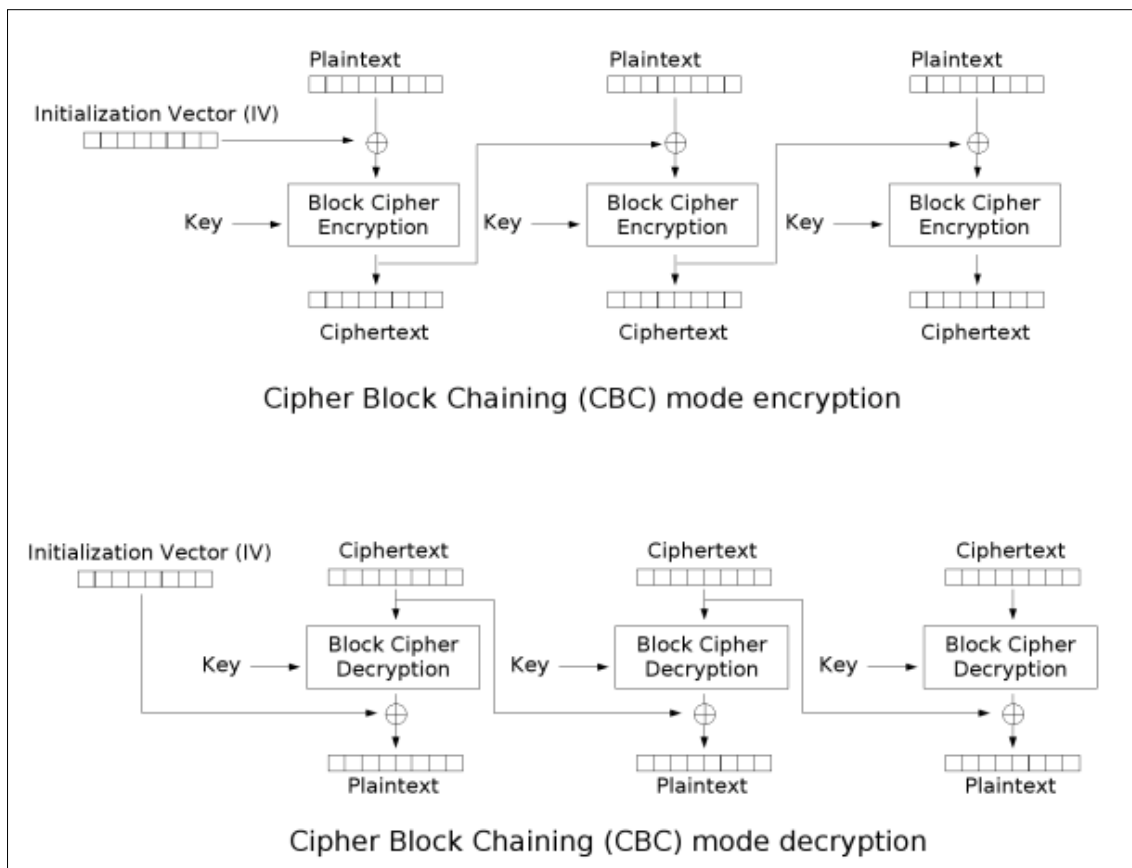 Plaintext Plaintext Plaintext
Initialization Vector (IV)
Key Block Cipher Encryption Key Block Cipher Encryption Key Block Cipher Encryption
Ciphertext Ciphertext Ciphertext
Cipher Block Chaining (CBC) mode encryption
Initialization Vector (IV) Ciphertext Ciphertext Ciphertext
Key Block Cipher Decryption Key Block Cipher Decryption Key Block Cipher Decryption
Plaintext Plaintext Plaintext
Cipher Block Chaining (CBC) mode decryption